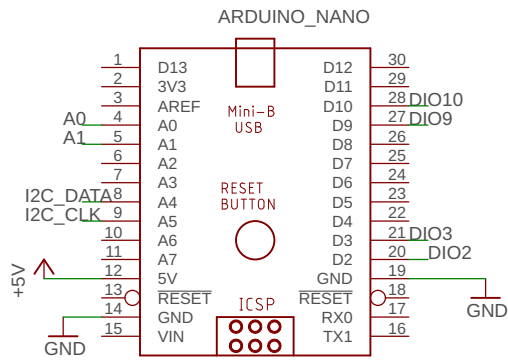 ARDUINO_NANO
1 D13 D12 30
2 3V3 D11 29
3 AREF D10 28 DIO10
A0 4 A0 D9 27 DIO9
A1 5 A1 D8 26
6 A2 D7 25
7 A3 D6 24
I2C_DATA 8 A4 D5 23
I2C_CLK 9 A5 D4 22
10 A6 D3 21 DIO3
11 A7 D2 20 DIO2
+5V 12 5V GND 19
13 RESET RESET 18
14 GND RX0 17 GND
GND 15 VIN TX1 16
Mini-B
USB
RESET
BUTTON
ICSP